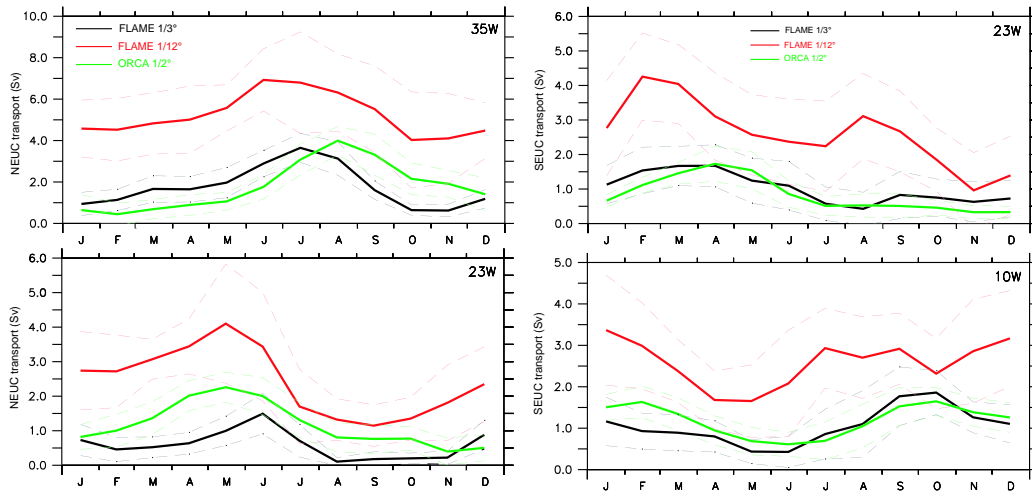 10.0
8.0
6.0
4.0
2.0
0.0
NEUC transport (Sv)
FLAME 1/3°
FLAME 1/12°
ORCA 1/2°
35W
J F M A M J J A S O N D
6.0
5.0
4.0
3.0
2.0
1.0
0.0
SEUC transport (Sv)
FLAME 1/3°
FLAME 1/12°
ORCA 1/2°
23W
J F M A M J J A S O N D
6.0
5.0
4.0
3.0
2.0
1.0
0.0
NEUC transport (Sv)
23W
J F M A M J J A S O N D
5.0
4.0
3.0
2.0
1.0
0.0
SEUC transport (Sv)
10W
J F M A M J J A S O N D